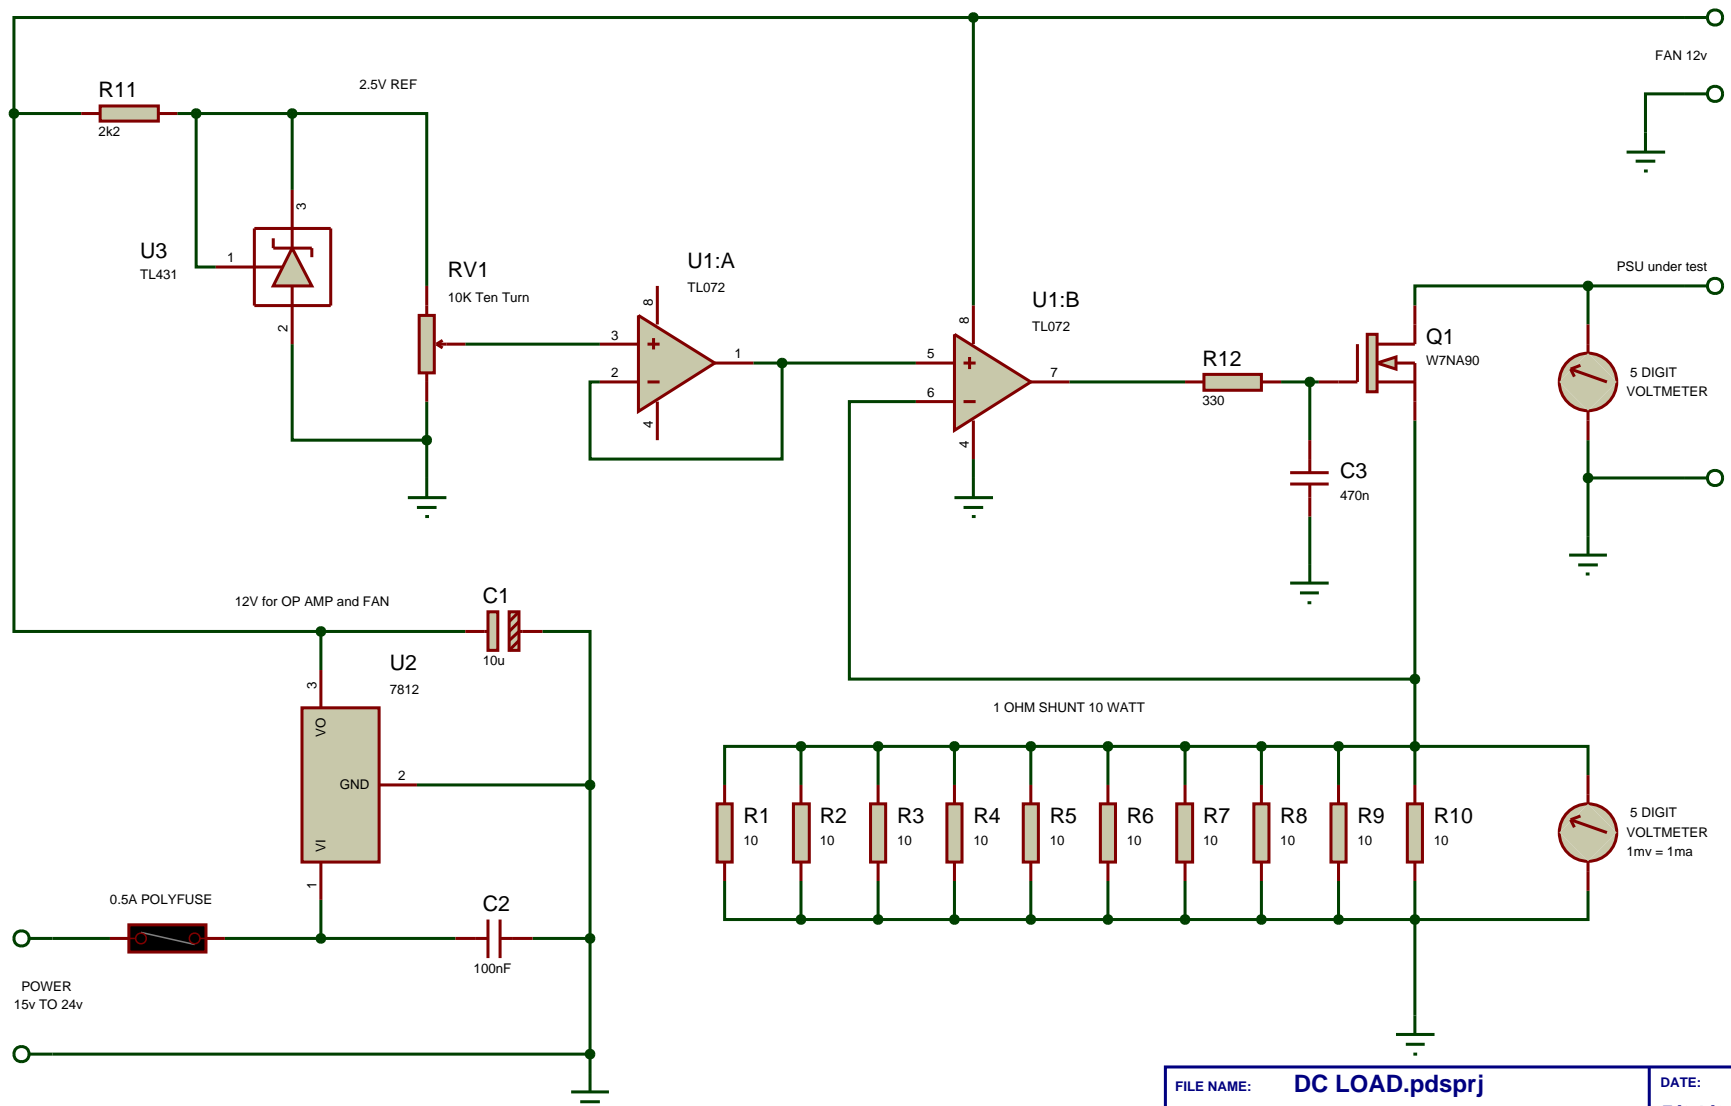 FAN 12v
2.5V REF
R11
2k2
U3
TL431
1
3
2
RV1
10K Ten Turn
U1:A
TL072
8
3
2
1
4
U1:B
TL072
8
5
6
7
4
R12
330
Q1
W7NA90
PSU under test
5 DIGIT
VOLTMETER
C3
470n
12V for OP AMP and FAN
C1
10u
U2
7812
3
VO
GND
2
VI
1
0.5A POLYFUSE
C2
100nF
POWER
15v TO 24v
1 OHM SHUNT 10 WATT
R1
10
R2
10
R3
10
R4
10
R5
10
R6
10
R7
10
R8
10
R9
10
R10
10
5 DIGIT
VOLTMETER
1mv = 1ma
FILE NAME: DC LOAD.pdsprj
DATE: